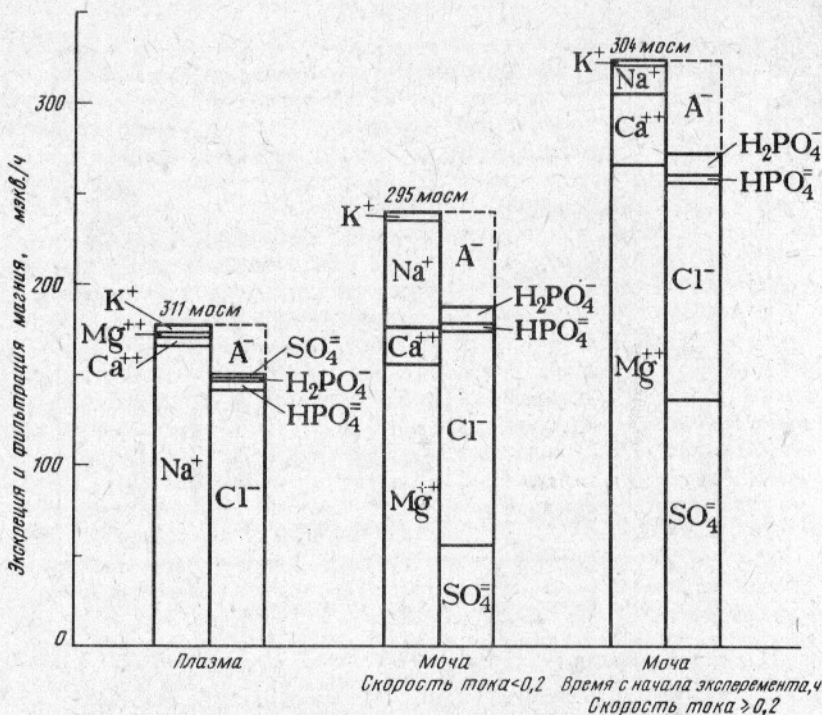 Экскреция и фильтрация магния, мэкв./ч
300
200
100
0
311 мосм
K⁺
Mg⁺⁺
Ca⁺⁺
Na⁺
A⁻
SO₄⁼
H₂PO₄⁻
HPO₄⁼
Cl⁻
Плазма
295 мосм
K⁺
Na⁺
Ca⁺⁺
Mg⁺⁺
A⁻
H₂PO₄⁻
HPO₄⁼
Cl⁻
SO₄⁼
Моча
Скорость тока<0,2
304 мосм
K⁺
Na⁺
Ca⁺⁺
Mg⁺⁺
A⁻
H₂PO₄⁻
HPO₄⁼
Cl⁻
SO₄⁼
Моча
Время с начала эксперемента,ч
Скорость тока ⩾0,2